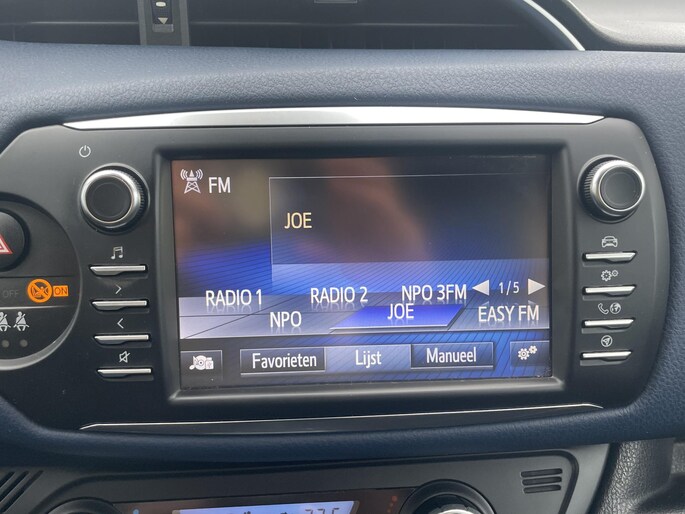 FM
JOE
RADIO 1 RADIO 2 NPO 3FM 1/5
NPO JOE EASY FM
Favorieten Lijst Manueel
OFF ON